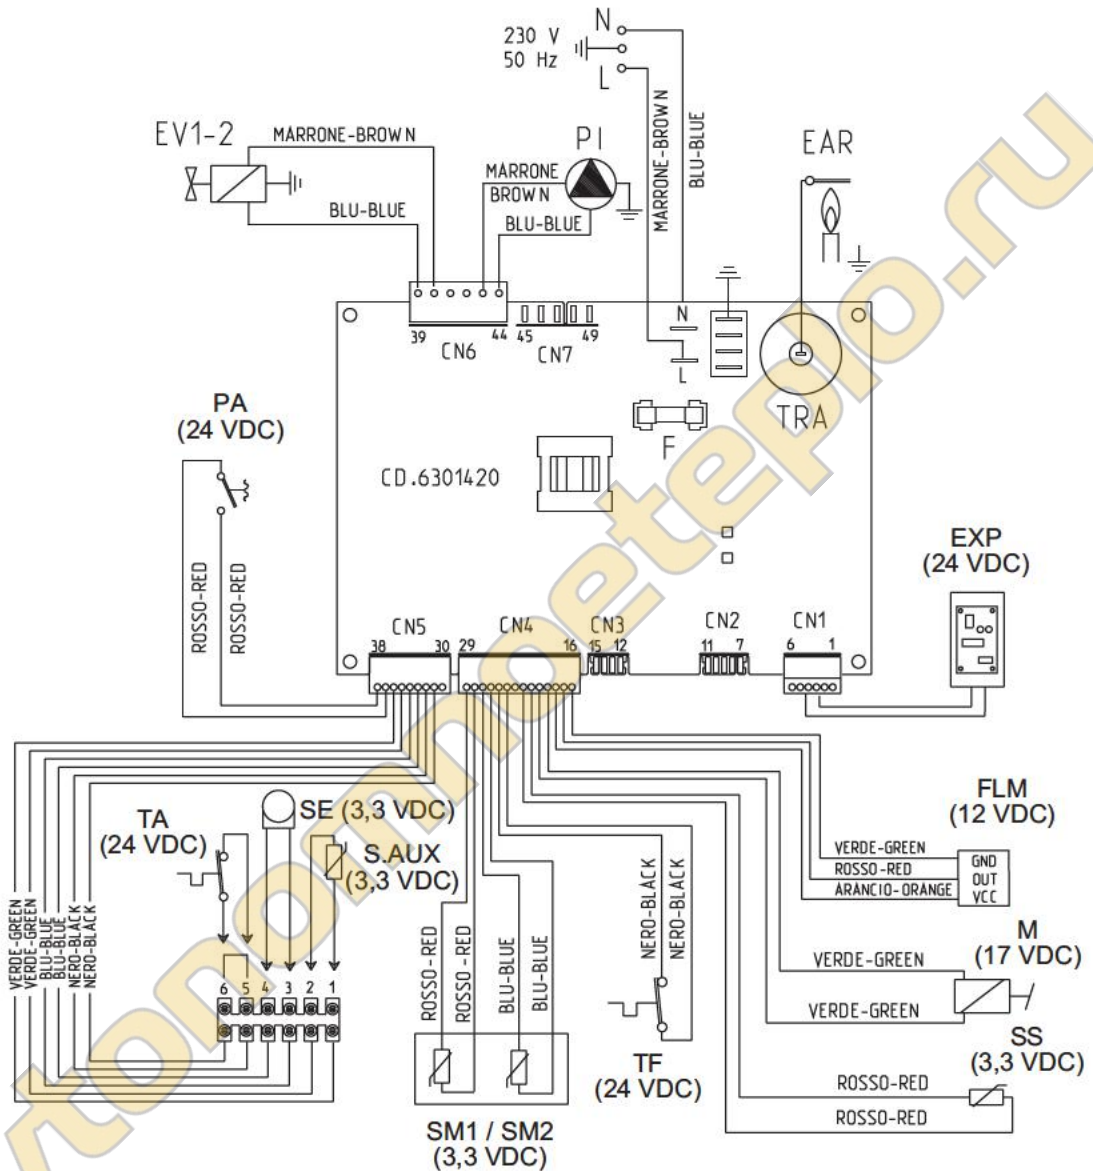 N
230 V
50 Hz
L
EV1-2
MARRONE-BROWN
BLU-BLUE
PI
MARRONE
BROWN
BLU-BLUE
MARRONE-BROWN
BLU-BLUE
EAR
39
44
CN6
45
49
CN7
N
L
TRA
F
CD.6301420
PA
(24 VDC)
ROSSO-RED
ROSSO-RED
EXP
(24 VDC)
CN5
38
30
CN4
29
16
CN3
15
12
CN2
11
7
CN1
6
1
TA
(24 VDC)
SE (3,3 VDC)
S.AUX
(3,3 VDC)
VERDE-GREEN
VERDE-GREEN
BLU-BLUE
BLU-BLUE
NERO-BLACK
NERO-BLACK
6 5 4 3 2 1
ROSSO-RED
ROSSO-RED
BLU-BLUE
BLU-BLUE
SM1 / SM2
(3,3 VDC)
NERO-BLACK
NERO-BLACK
TF
(24 VDC)
FLM
(12 VDC)
VERDE-GREEN
ROSSO-RED
ARANCIO-ORANGE
GND
OUT
VCC
M
(17 VDC)
VERDE-GREEN
VERDE-GREEN
SS
(3,3 VDC)
ROSSO-RED
ROSSO-RED
vtonomnoeteplo.ru